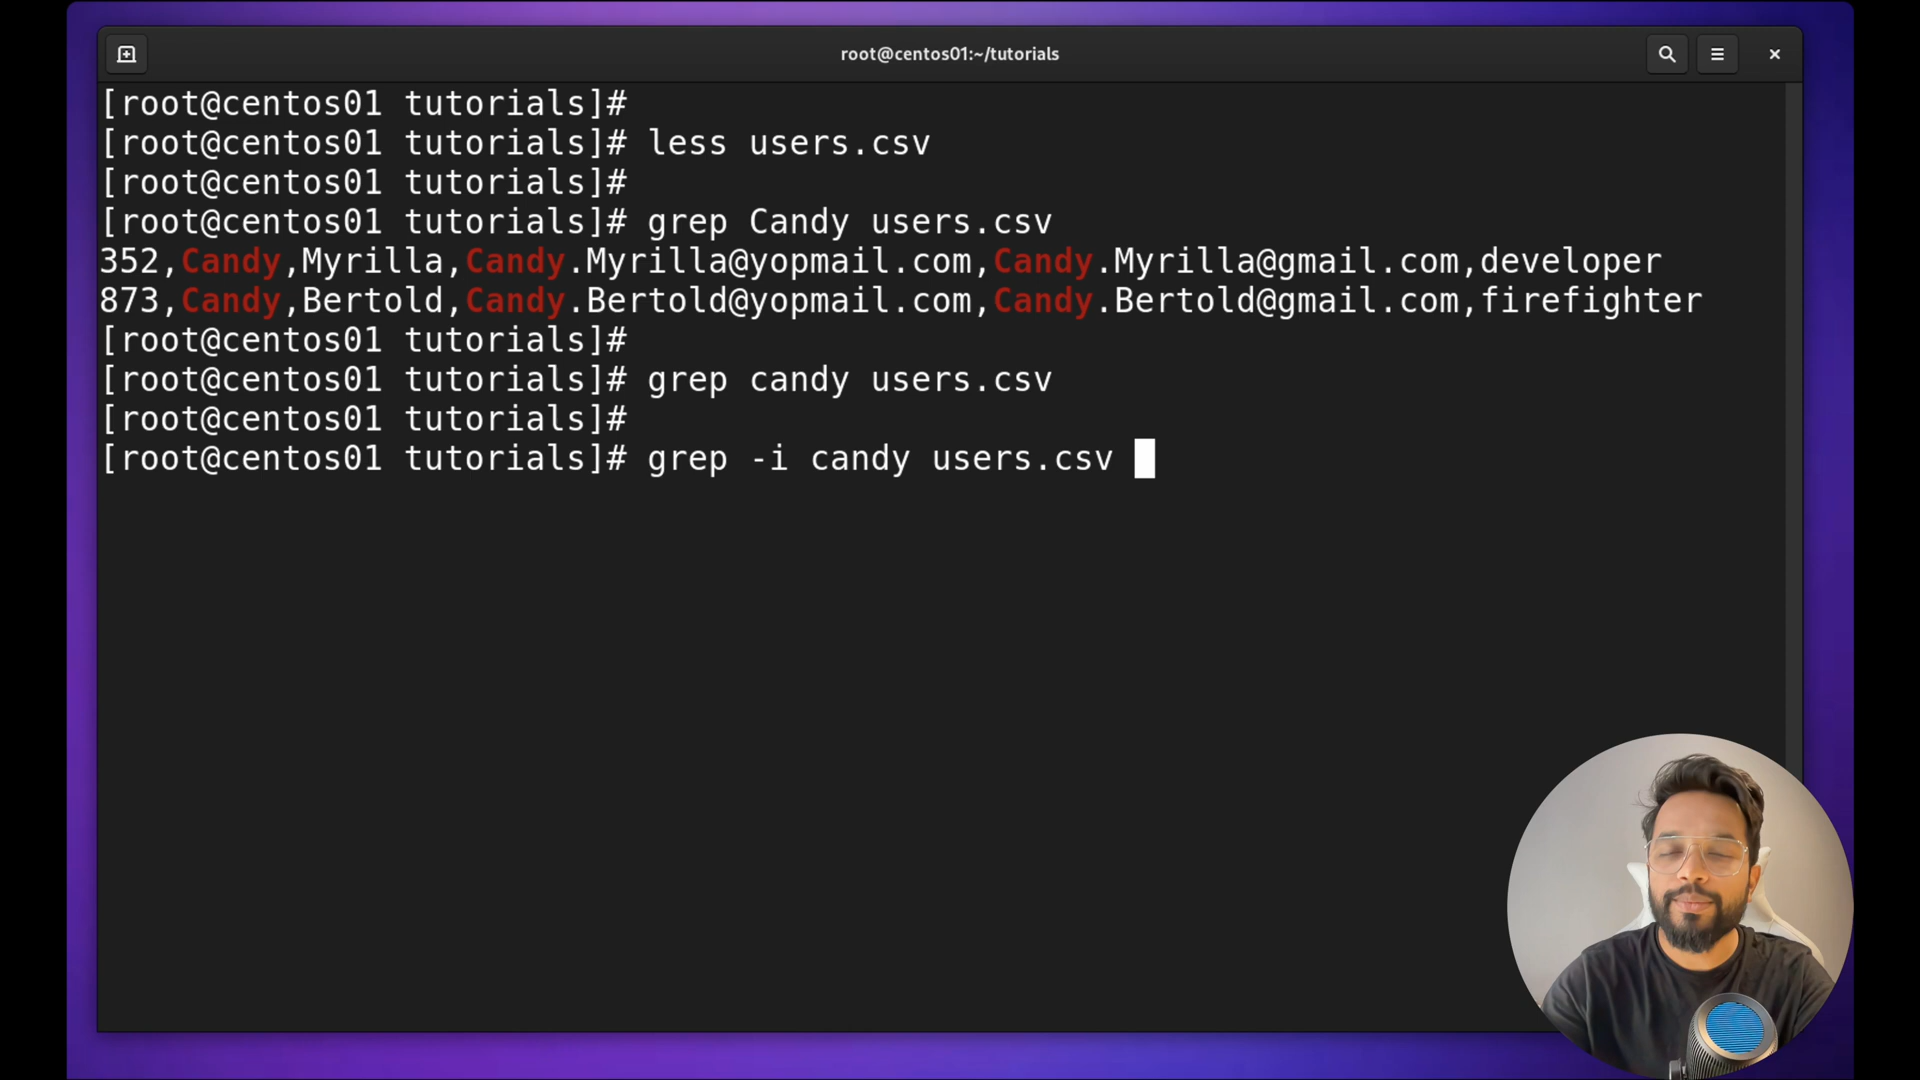 root@centos01:~/tutorials
[root@centos01 tutorials]#
[root@centos01 tutorials]# less users.csv
[root@centos01 tutorials]#
[root@centos01 tutorials]# grep Candy users.csv
352,Candy,Myrilla,Candy.Myrilla@yopmail.com,Candy.Myrilla@gmail.com,developer
873,Candy,Bertold,Candy.Bertold@yopmail.com,Candy.Bertold@gmail.com,firefighter
[root@centos01 tutorials]#
[root@centos01 tutorials]# grep candy users.csv
[root@centos01 tutorials]#
[root@centos01 tutorials]# grep -i candy users.csv